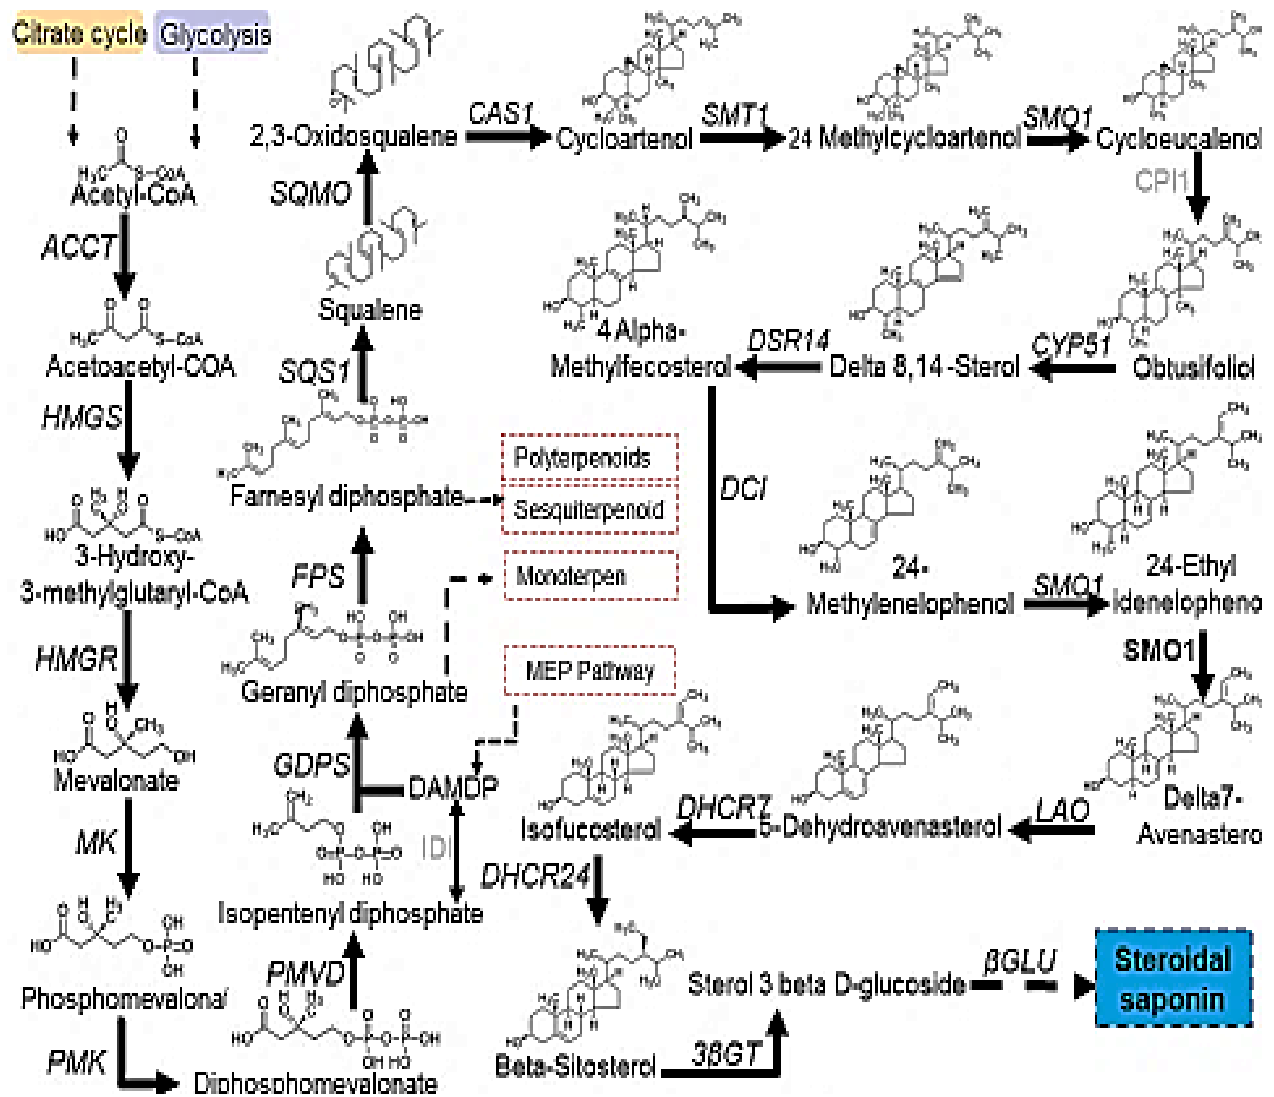 Citrate cycle
Glycolysis
Acetyl-CoA
ACCT
Acetoacetyl-COA
HMGS
3-Hydroxy-
3-methylglutaryl-CoA
HMGR
Mevalonate
MK
Phosphomevalona
PMK
Diphosphomevalonate
PMVD
Isopentenyl diphosphate
IDI
DAMDP
GDPS
Geranyl diphosphate
FPS
Farnesyl diphosphate
SQS1
Squalene
SQMO
2,3-Oxidosqualene
CAS1
Cycloartenol
SMT1
24 Methylcycloartenol
SMO1
Cycloeucalenol
CPI1
Obtusifoliol
CYP51
Delta 8,14 -Sterol
DSR14
4 Alpha-
Methylfecosterol
DCI
24-
Methylenelophenol
SMO1
24-Ethyl
idenelopheno
SMO1
Delta7-
Avenastero
LAO
5-Dehydroavenasterol
DHCR7
Isofucosterol
DHCR24
Beta-Sitosterol
3βGT
Sterol 3 beta D-glucoside
βGLU
Steroidal
saponin
Polyterpenoids
Sesquiterpenoid
Monoterpen
MEP Pathway